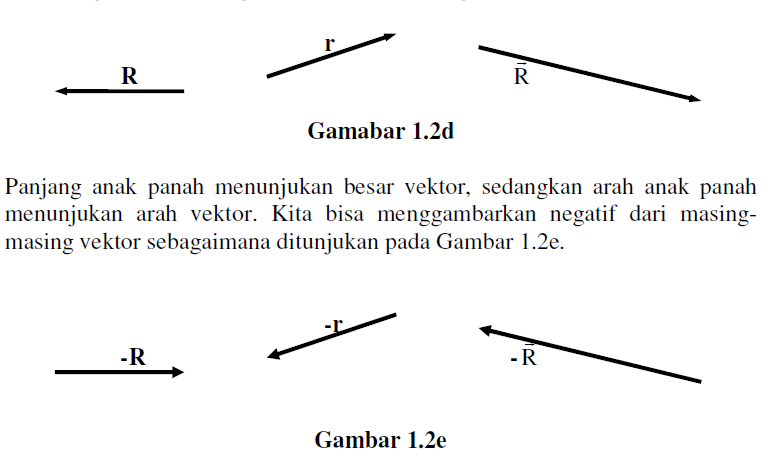 R
r
R⃗
Gamabar 1.2d
Panjang anak panah menunjukan besar vektor, sedangkan arah anak panah
menunjukan arah vektor. Kita bisa menggambarkan negatif dari masing-
masing vektor sebagaimana ditunjukan pada Gambar 1.2e.
-R
-r
- R⃗
Gambar 1.2e